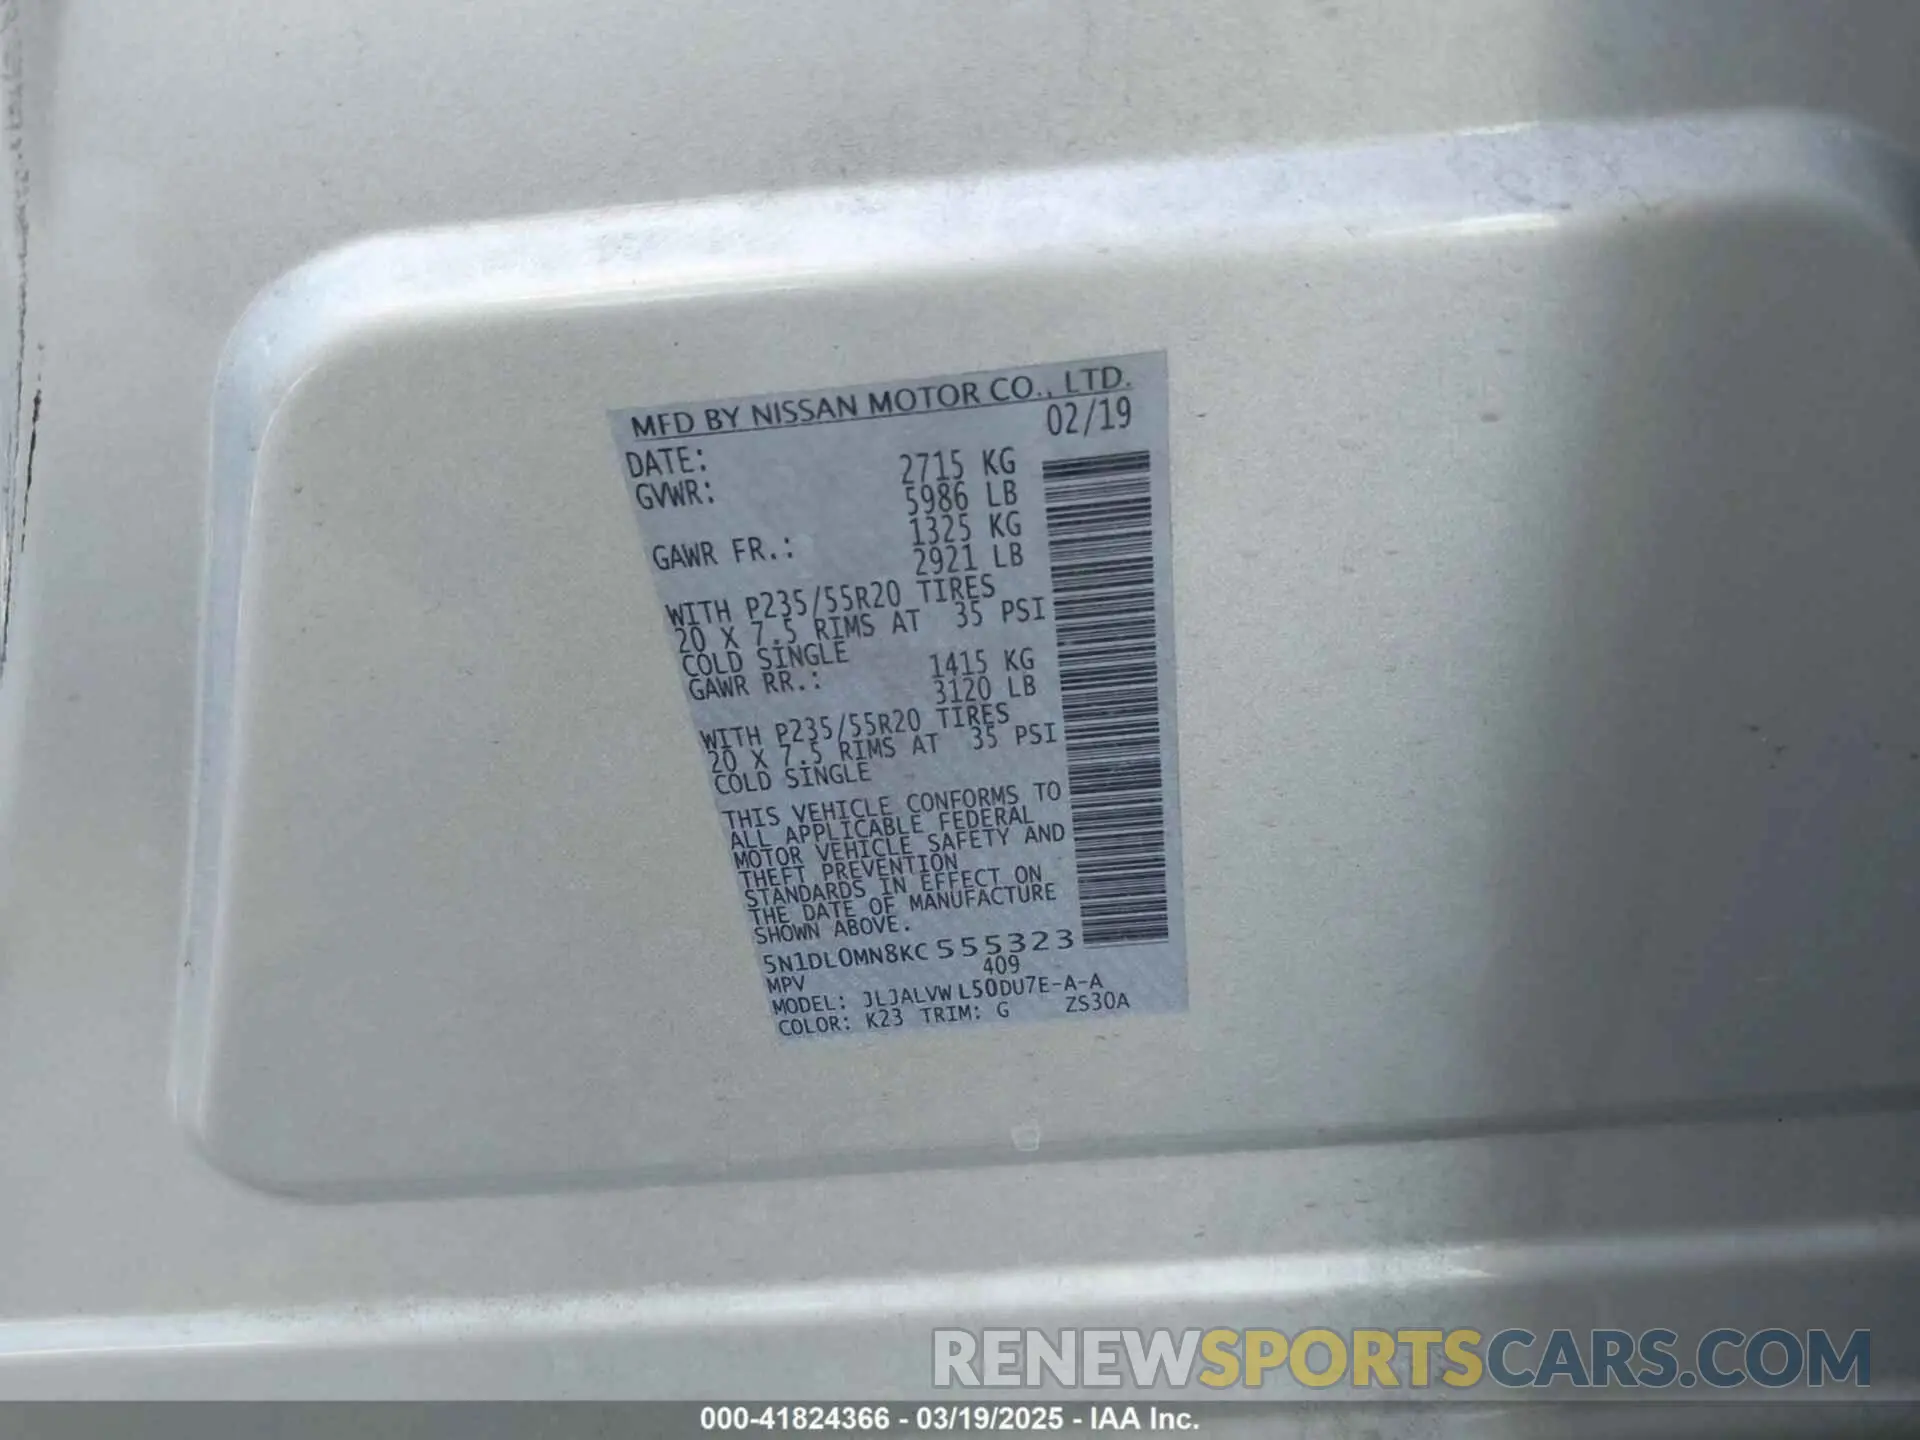 MFD BY NISSAN MOTOR CO., LTD.
DATE: 02/19
GVWR: 2715 KG
5986 LB
GAWR FR.: 1325 KG
2921 LB
WITH P235/55R20 TIRES
20 X 7.5 RIMS AT 35 PSI
COLD SINGLE
GAWR RR.: 1415 KG
3120 LB
WITH P235/55R20 TIRES
20 X 7.5 RIMS AT 35 PSI
COLD SINGLE
THIS VEHICLE CONFORMS TO
ALL APPLICABLE FEDERAL
MOTOR VEHICLE SAFETY AND
THEFT PREVENTION
STANDARDS IN EFFECT ON
THE DATE OF MANUFACTURE
SHOWN ABOVE.
5N1DL0MN8KC555323
MPV 409
MODEL: JLJALVWL50DU7E-A-A
COLOR: K23 TRIM: G ZS30A
RENEWSPORTSCARS.COM
000-41824366 - 03/19/2025 - IAA Inc.